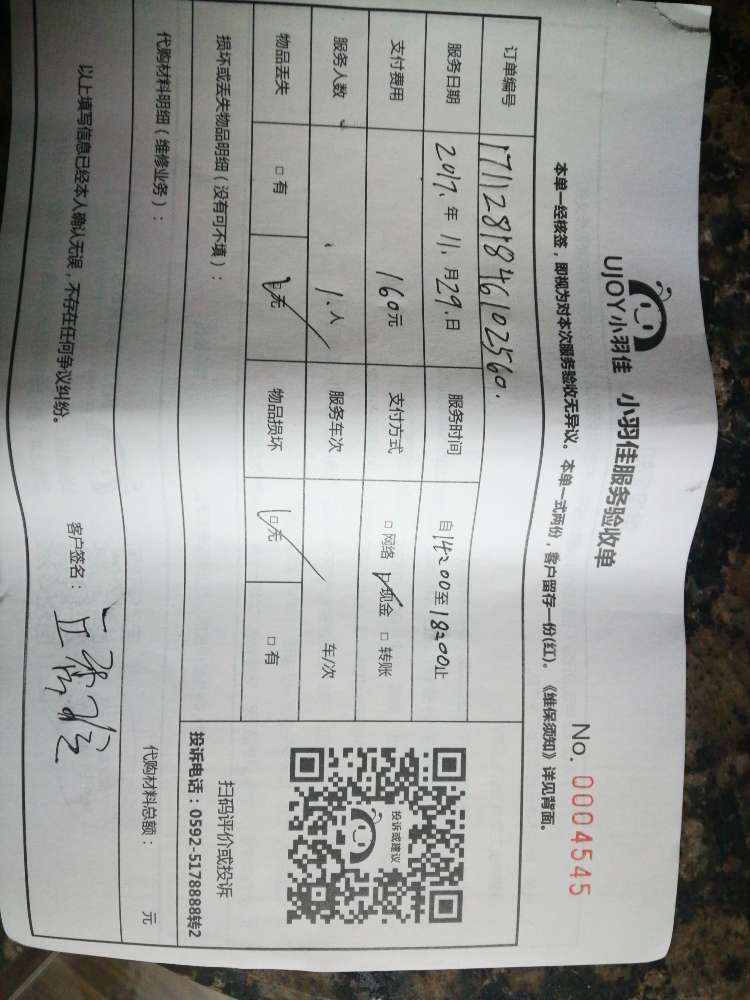 UJOY小羽佳 小羽佳服务验收单
No. 0004545
本单一经核签，即视为对本次服务验收无异议。本单一式两份，客户留存一份(红)。《维保须知》详见背面。
订单编号 1711281846102560.
服务日期 2017、年 11、月29、日 服务时间 自14:00至18:00止
支付费用 160元 支付方式 □ 网络 ☑ 现金 □ 转账
服务人数 1、人 服务车次 车/次
物品丢失 □ 有 ☑ 无 物品损坏 ☑ 无 □ 有
损坏或丢失物品明细（没有可不填）：
投诉或建议
扫码评价或投诉
投诉电话：0592-5178888转2
代购材料明细（维修业务）： 代购材料总额： 元
以上填写信息已经本人确认无误，不存在任何争议纠纷。
客户签名：